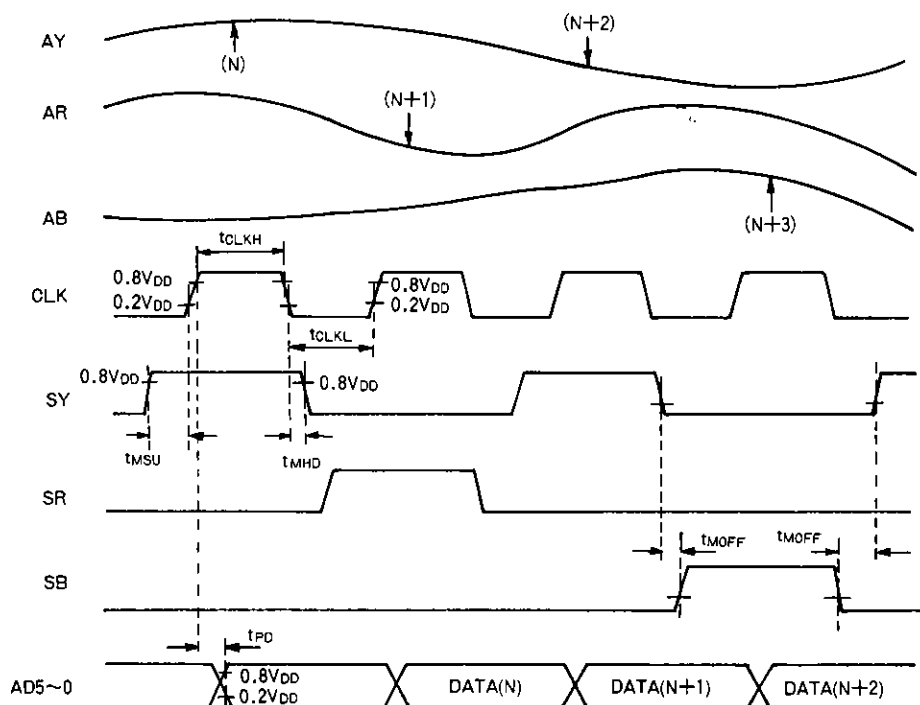 AY
(N)
(N+2)
AR
(N+1)
AB
(N+3)
tCLKH
CLK
0.8VDD
0.2VDD
0.8VDD
0.2VDD
tCLKL
SY
0.8VDD
0.8VDD
tMSU
tMHD
SR
tMOFF
tMOFF
SB
tPD
AD5~0
0.8VDD
0.2VDD
DATA(N)
DATA(N+1)
DATA(N+2)